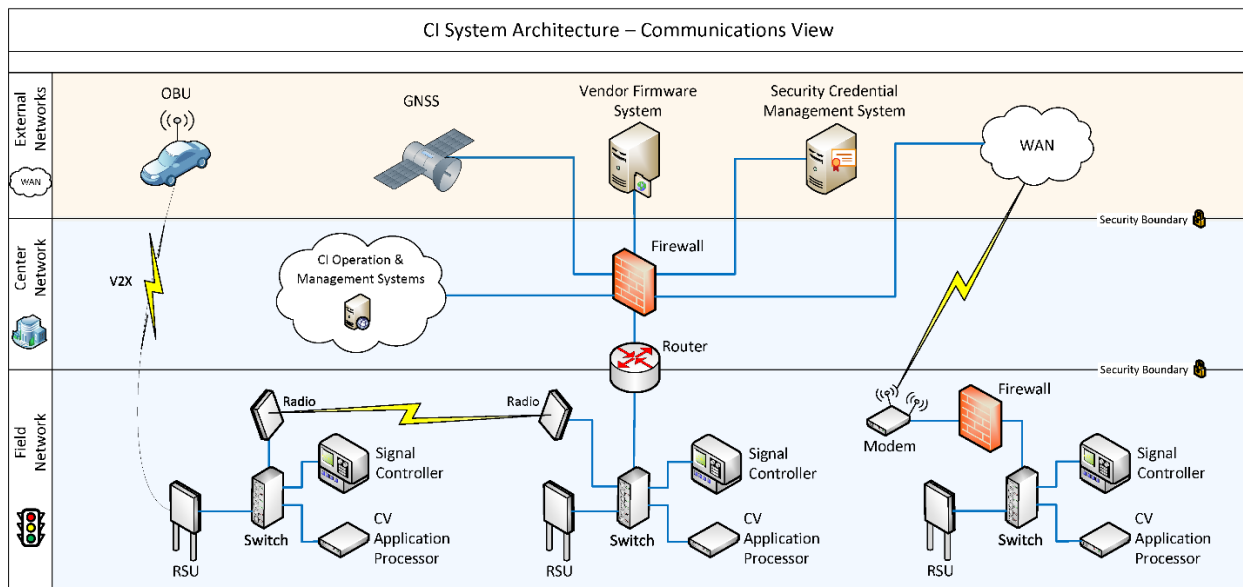 CI System Architecture – Communications View
External
Networks
WAN
OBU
GNSS
Vendor Firmware
System
Security Credential
Management System
WAN
Security Boundary
Center
Network
V2X
CI Operation &
Management Systems
Firewall
Router
Security Boundary
Field
Network
Radio
Radio
Signal
Controller
Switch
RSU
CV
Application
Processor
Signal
Controller
Switch
RSU
CV
Application
Processor
Modem
Firewall
Signal
Controller
Switch
RSU
CV
Application
Processor